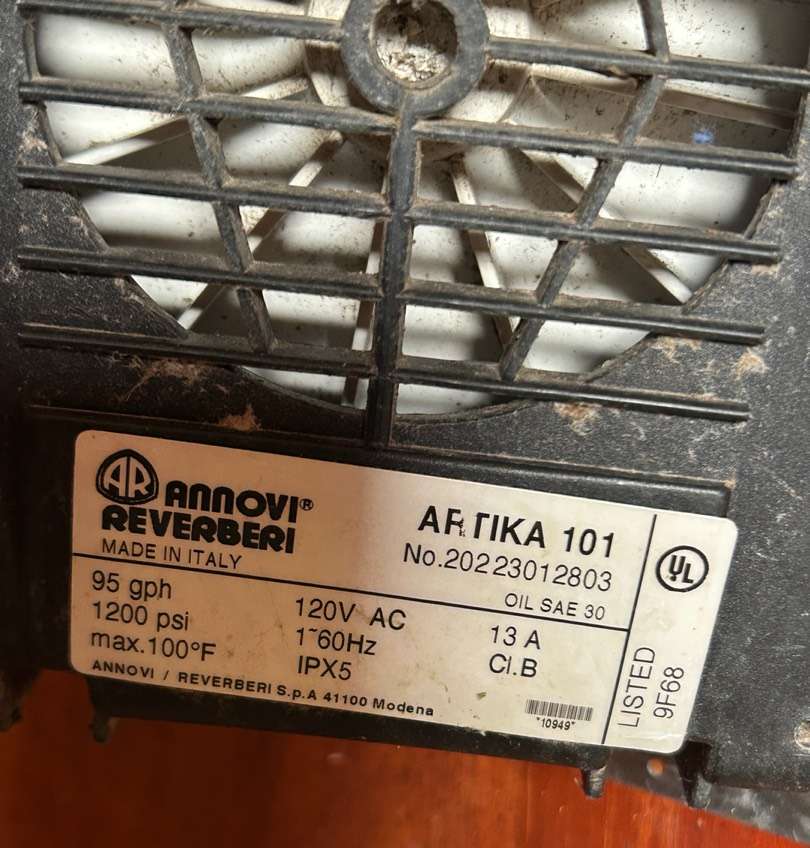 AR ANNOVI®
REVERBERI
MADE IN ITALY
ARTIKA 101
No.20223012803
OIL SAE 30
95 gph
1200 psi
max.100°F
120V AC
1~60Hz
IPX5
13 A
Cl.B
ANNOVI / REVERBERI S.p.A 41100 Modena
"10949"
UL
LISTED
9F68